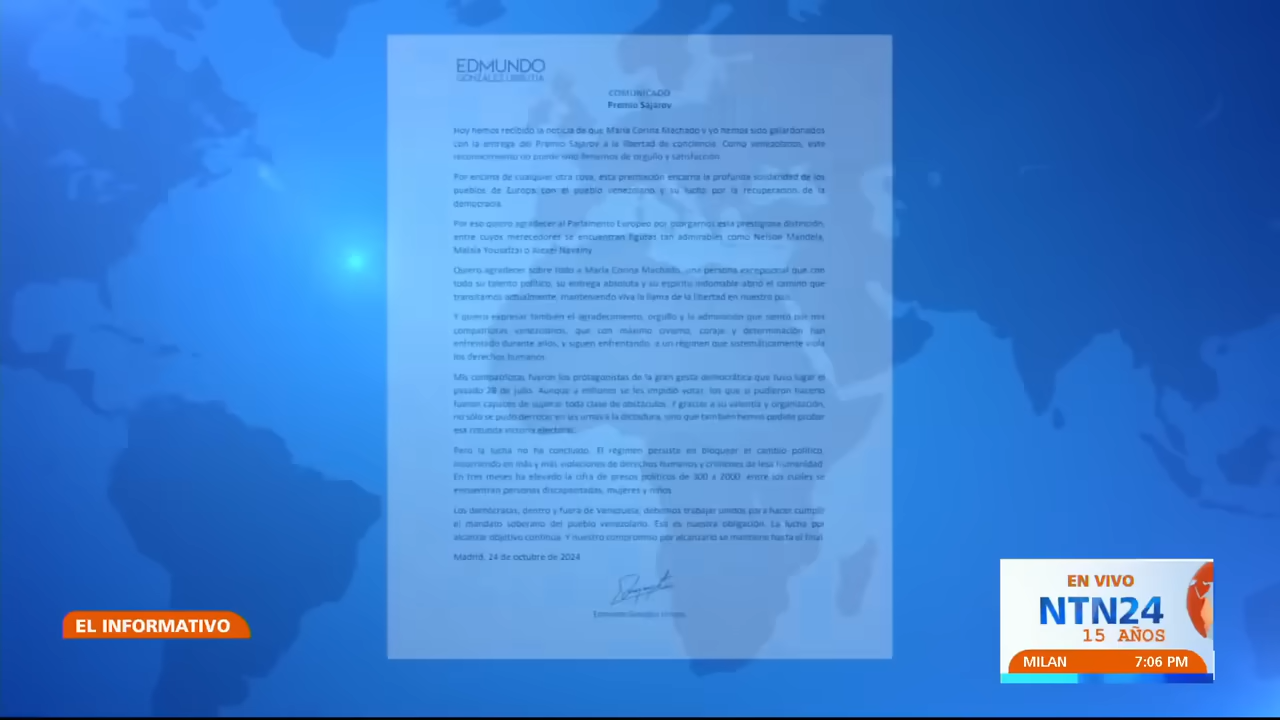 EDMUNDO
GONZÁLEZ URRUTIA
COMUNICADO
Premio Sajarov
Hoy hemos recibido la noticia de que María Corina Machado y yo hemos sido galardonados
con la entrega del Premio Sajarov a la libertad de conciencia. Como venezolanos, este
reconocimiento no puede sino llenarnos de orgullo y satisfacción.
Por encima de cualquier otra cosa, esta premiación encarna la profunda solidaridad de los
pueblos de Europa con el pueblo venezolano y su lucha por la recuperación de la
democracia.
Por eso quiero agradecer al Parlamento Europeo por otorgarnos esta prestigiosa distinción,
entre cuyos merecedores se encuentran figuras tan admirables como Nelson Mandela,
Malala Yousafzai o Alexei Navalny.
Quiero agradecer sobre todo a María Corina Machado, una persona excepcional que con
todo su talento político, su entrega absoluta y su espíritu indomable abrió el camino que
transitamos actualmente, manteniendo viva la llama de la libertad en nuestro país.
Y quiero expresar también el agradecimiento, orgullo y la admiración que siento por mis
compatriotas venezolanos, que con máximo civismo, coraje y determinación han
enfrentado durante años, y siguen enfrentando, a un régimen que sistemáticamente viola
los derechos humanos.
Mis compatriotas fueron los protagonistas de la gran gesta democrática que tuvo lugar el
pasado 28 de julio. Aunque a millones se les impidió votar, los que sí pudieron hacerlo
fueron capaces de superar toda clase de obstáculos. Y gracias a su valentía y organización,
no sólo se pudo derrotar en las urnas a la dictadura, sino que también hemos podido probar
esa rotunda victoria electoral.
Pero la lucha no ha concluido. El régimen persiste en bloquear el cambio político,
incurriendo en más y más violaciones de derechos humanos y crímenes de lesa humanidad.
En tres meses ha elevado la cifra de presos políticos de 300 a 2000, entre los cuales se
encuentran personas discapacitadas, mujeres y niños.
Los demócratas, dentro y fuera de Venezuela, debemos trabajar unidos para hacer cumplir
el mandato soberano del pueblo venezolano. Esa es nuestra obligación. La lucha por
alcanzar objetivo continúa. Y nuestro compromiso por alcanzarlo se mantiene hasta el final.
Madrid, 24 de octubre de 2024
Edmundo González Urrutia
EL INFORMATIVO
EN VIVO
NTN24
15 AÑOS
MILAN 7:06 PM